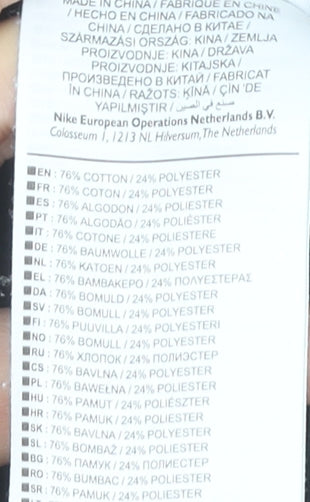 MADE IN CHINA / FABRIQUE EN CHINE
/ HECHO EN CHINA / FABRICADO NA
CHINA / СДЕЛАНО В КИТАЕ /
SZÁRMAZÁSI ORSZÁG: KÍNA / ZEMLJA
PROIZVODNJE: KINA / DRŽAVA
PROIZVODNJE: KITAJSKA /
ПРОИЗВЕДЕНО В КИТАЙ / FABRICAT
ÎN CHINA / RAŽOTS: ĶĪNĀ / ÇİN 'DE
YAPILMIŞTIR / صنع في الصين
Nike European Operations Netherlands B.V.
Colosseum 1, 1213 NL Hilversum, The Netherlands
EN : 76% COTTON / 24% POLYESTER
FR : 76% COTON / 24% POLYESTER
ES : 76% ALGODON / 24% POLIESTER
PT : 76% ALGODÃO / 24% POLIÉSTER
IT : 76% COTONE / 24% POLIESTERE
DE : 76% BAUMWOLLE / 24% POLYESTER
NL : 76% KATOEN / 24% POLYESTER
EL : 76% ΒΑΜΒΑΚΕΡΟ / 24% ΠΟΛΥΕΣΤΕΡΑΣ
DA : 76% BOMULD / 24% POLYESTER
SV : 76% BOMULL / 24% POLYESTER
FI : 76% PUUVILLA / 24% POLYESTERI
NO : 76% BOMULL / 24% POLYESTER
RU : 76% ХЛОПОК / 24% ПОЛИЭСТЕР
CS : 76% BAVLNA / 24% POLYESTER
PL : 76% BAWEŁNA / 24% POLIESTER
HU : 76% PAMUT / 24% POLIÉSZTER
HR : 76% PAMUK / 24% POLIESTER
SK : 76% BAVLNA / 24% POLYESTER
SL : 76% BOMBAŽ / 24% POLIESTER
BG : 76% ПАМУК / 24% ПОЛИЕСТЕР
RO : 76% BUMBAC / 24% POLIESTER
SR : 76% PAMUK / 24% POLIESTER